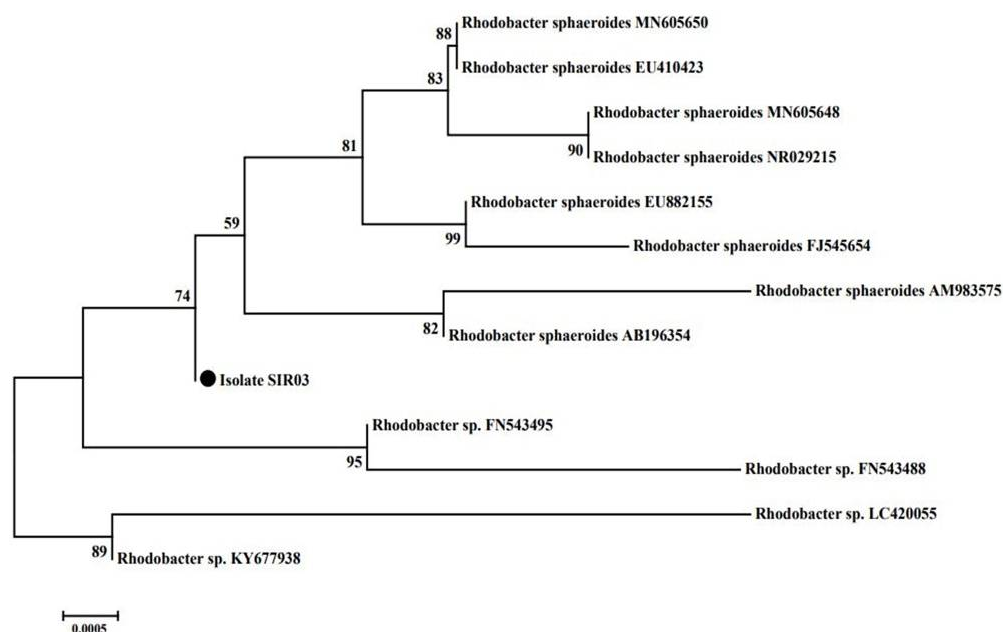 Rhodobacter sphaeroides MN605650
88
Rhodobacter sphaeroides EU410423
83
Rhodobacter sphaeroides MN605648
90
Rhodobacter sphaeroides NR029215
81
Rhodobacter sphaeroides EU882155
99
Rhodobacter sphaeroides FJ545654
59
Rhodobacter sphaeroides AM983575
74
82
Rhodobacter sphaeroides AB196354
Isolate SIR03
Rhodobacter sp. FN543495
95
Rhodobacter sp. FN543488
Rhodobacter sp. LC420055
89
Rhodobacter sp. KY677938
0.0005